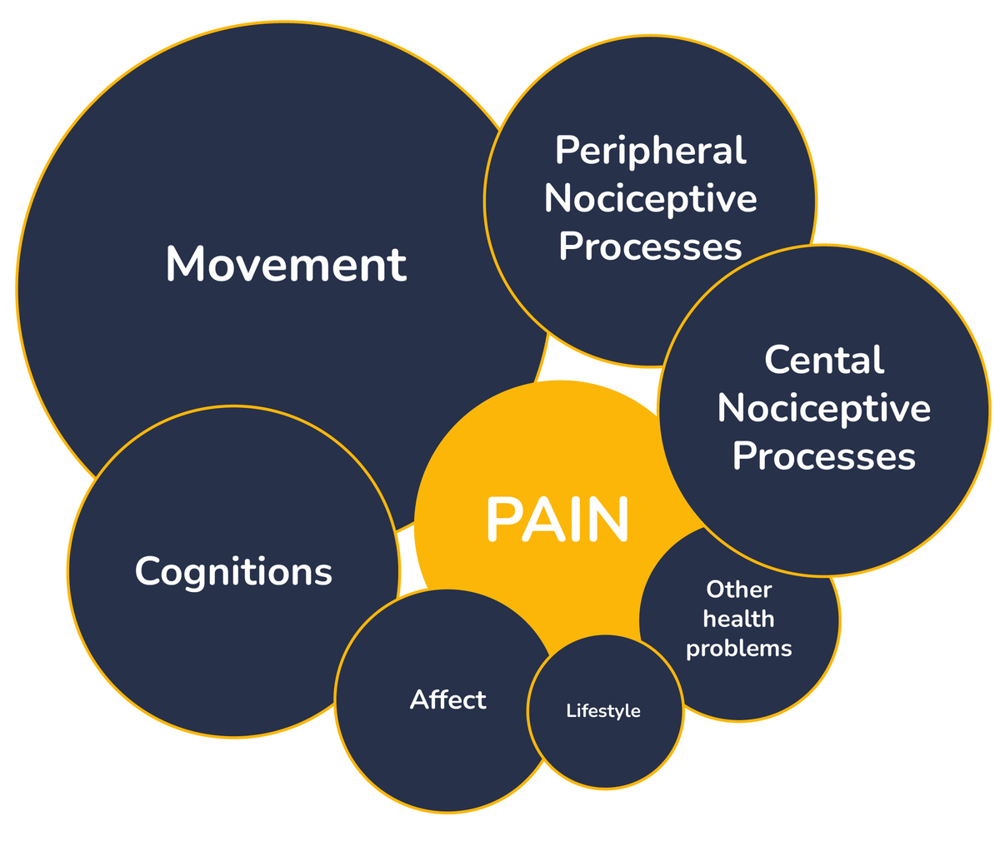 Movement
Peripheral
Nociceptive
Processes
Cental
Nociceptive
Processes
PAIN
Cognitions
Other
health
problems
Affect
Lifestyle